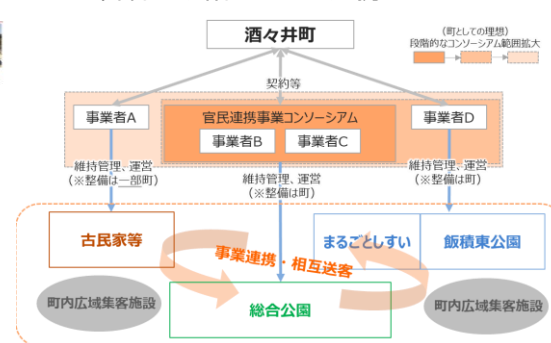 酒々井町
(町としての理想)
段階的なコンソーシアム範囲拡大
契約等
事業者A
官民連携事業コンソーシアム
事業者B
事業者C
事業者D
維持管理、運営
(※整備は一部町)
維持管理、運営
(※整備は町)
維持管理、運営
(※整備は町)
古民家等
事業連携・相互送客
まるごとしすい
飯積東公園
町内広域集客施設
総合公園
町内広域集客施設